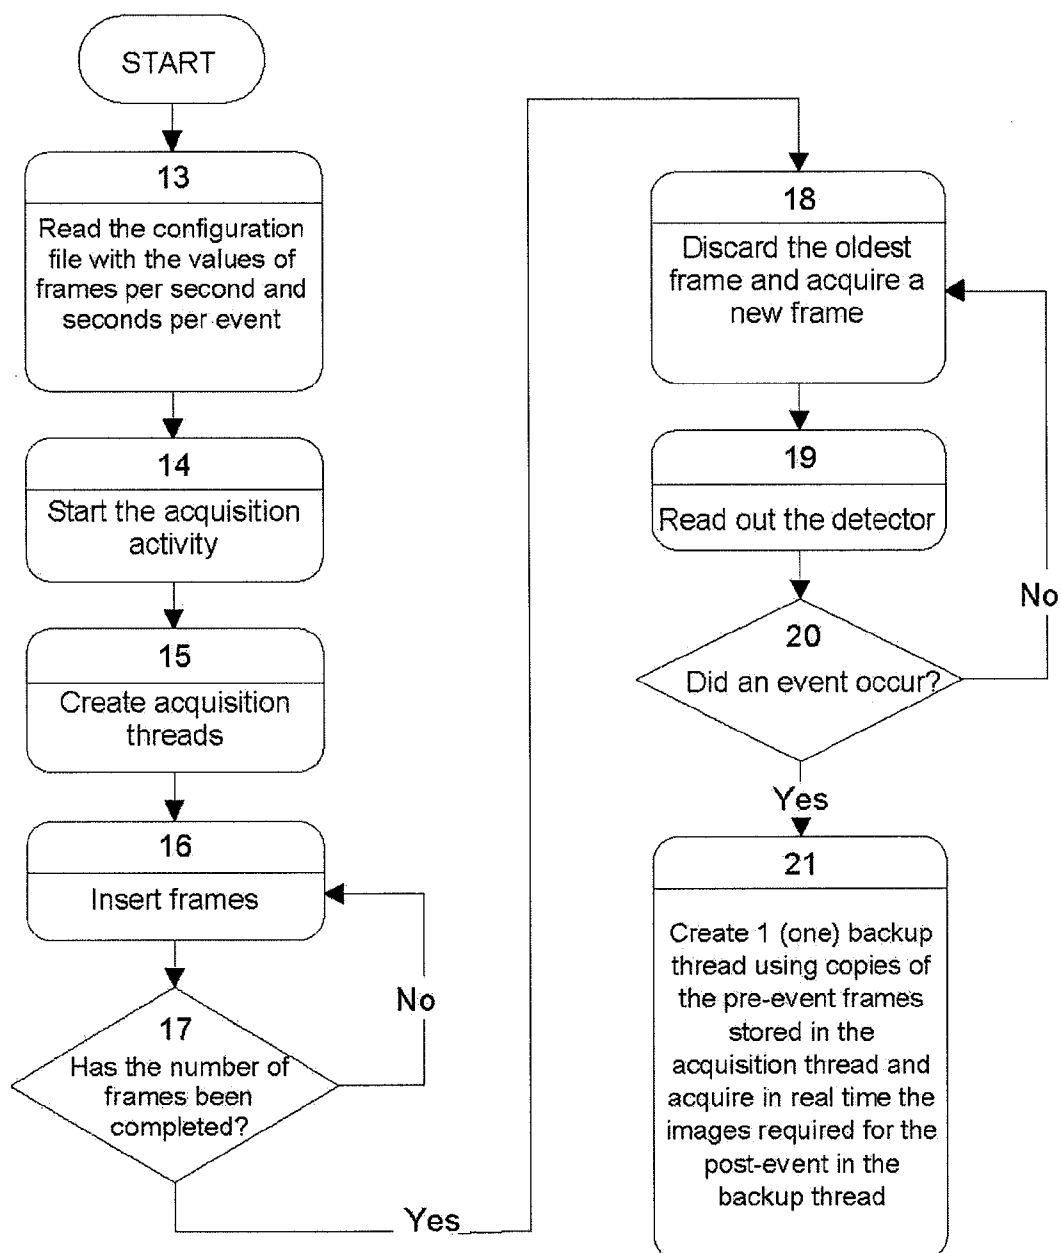 START
13
Read the configuration
file with the values of
frames per second and
seconds per event
14
Start the acquisition
activity
15
Create acquisition
threads
16
Insert frames
No
17
Has the number of
frames been
completed?
Yes
18
Discard the oldest
frame and acquire a
new frame
19
Read out the detector
No
20
Did an event occur?
Yes
21
Create 1 (one) backup
thread using copies of
the pre-event frames
stored in the
acquisition thread and
acquire in real time the
images required for the
post-event in the
backup thread